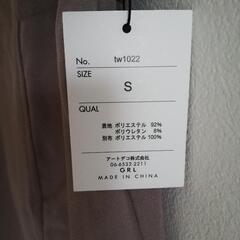 No. tw1022
SIZE
S
QUAL
表地 ポリエステル 92%
ポリウレタン 8%
別布 ポリエステル 100%
アートデコ株式会社
06-6532-2211
GRL
MADE IN CHINA